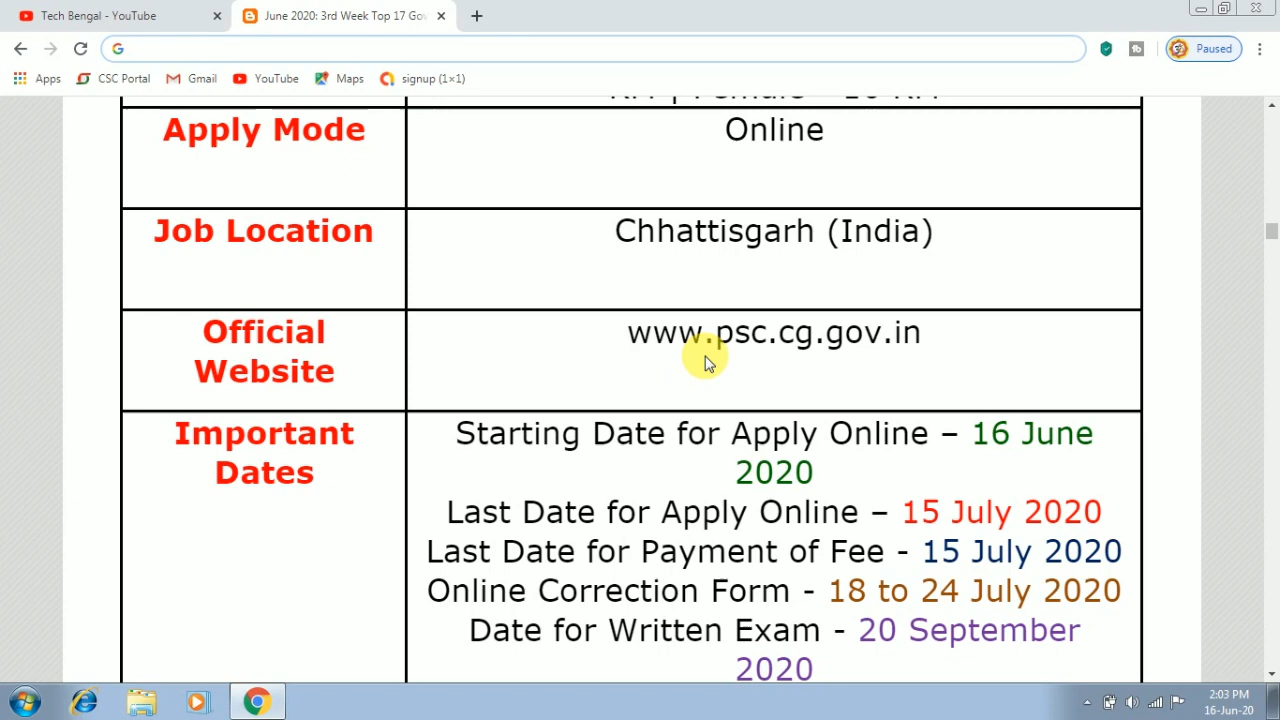 Tech Bengal - YouTube
June 2020: 3rd Week Top 17 Gov
Paused
Apps
CSC Portal
Gmail
YouTube
Maps
signup (1×1)
Apply Mode
Online
Job Location
Chhattisgarh (India)
Official
Website
www.psc.cg.gov.in
Important
Dates
Starting Date for Apply Online – 16 June
2020
Last Date for Apply Online – 15 July 2020
Last Date for Payment of Fee - 15 July 2020
Online Correction Form - 18 to 24 July 2020
Date for Written Exam - 20 September
2020
2:03 PM
16-Jun-20